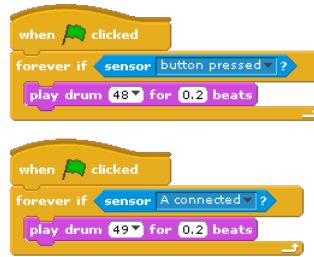 when clicked
forever if sensor button pressed ?
play drum 48 for 0.2 beats
when clicked
forever if sensor A connected ?
play drum 49 for 0.2 beats